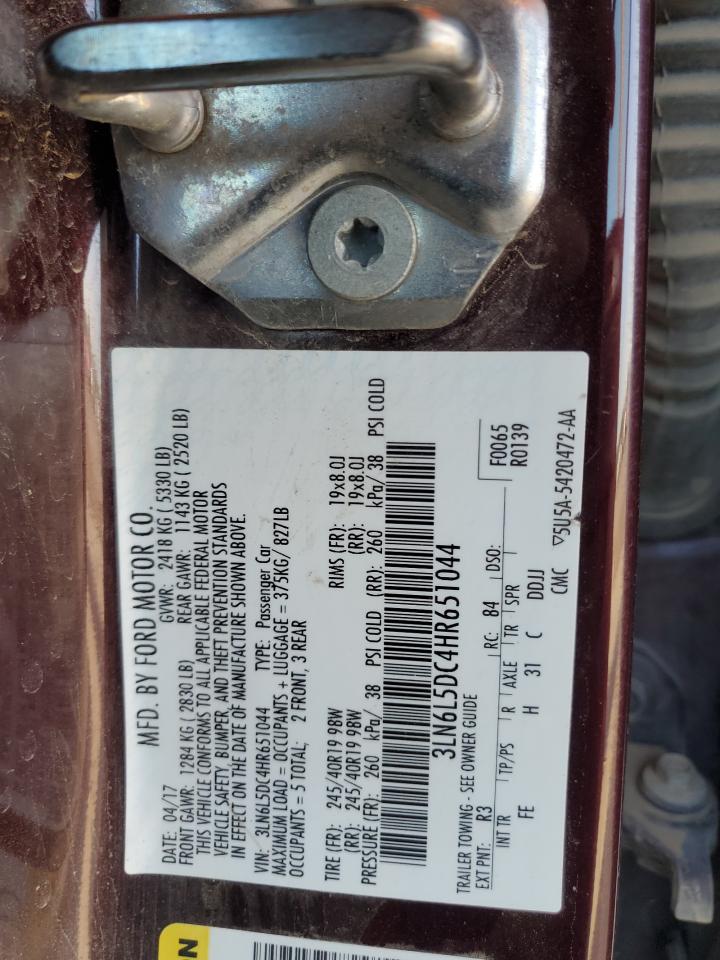 MFD. BY FORD MOTOR CO.
DATE: 04/17 GVWR: 2418 KG ( 5330 LB)
FRONT GAWR: 1284 KG ( 2830 LB) REAR GAWR: 1143 KG ( 2520 LB)
THIS VEHICLE CONFORMS TO ALL APPLICABLE FEDERAL MOTOR
VEHICLE SAFETY, BUMPER, AND THEFT PREVENTION STANDARDS
IN EFFECT ON THE DATE OF MANUFACTURE SHOWN ABOVE.
VIN: 3LN6L5DC4HR651044 TYPE: Passenger Car
MAXIMUM LOAD = OCCUPANTS + LUGGAGE = 375KG/ 827LB
OCCUPANTS = 5 TOTAL; 2 FRONT, 3 REAR
TIRE (FR): 245/40R19 98W RIMS (FR): 19x8.0J
(RR): 245/40R19 98W (RR): 19x8.0J
PRESSURE (FR): 260 kPa/ 38 PSI COLD (RR): 260 kPa/ 38 PSI COLD
3LN6L5DC4HR651044
TRAILER TOWING - SEE OWNER GUIDE
F0065
R0139
EXT PNT: R3 RC: 84 DSO:
INT TR TP/PS R AXLE TR SPR
FE H 31 C DDJJ
CMC ▽5U5A-5420472-AA
ON